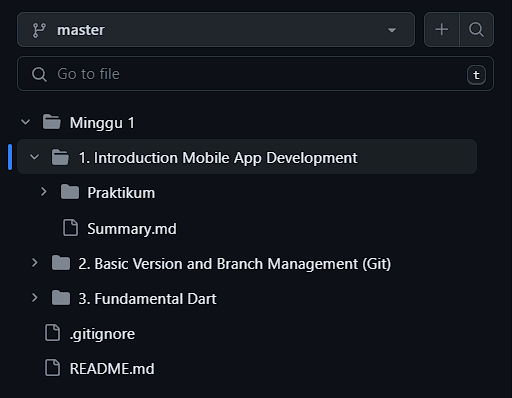 master
Go to file
t
Minggu 1
1. Introduction Mobile App Development
Praktikum
Summary.md
2. Basic Version and Branch Management (Git)
3. Fundamental Dart
.gitignore
README.md